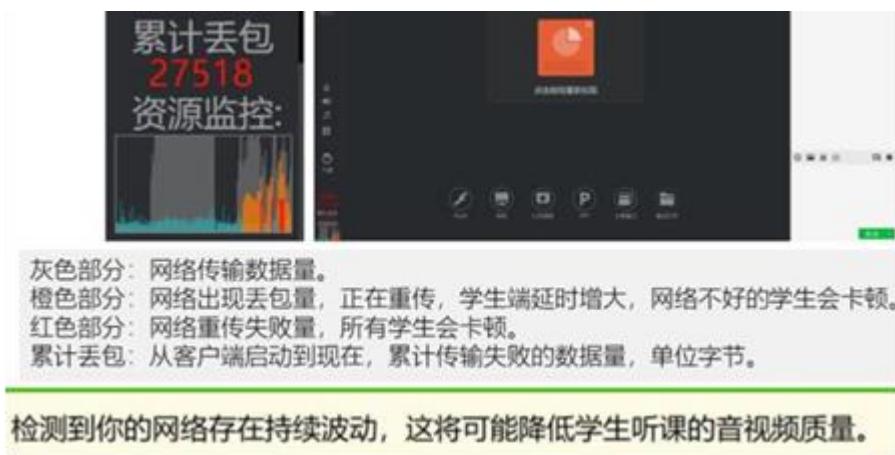 累计丢包
27518
资源监控:
P
灰色部分：网络传输数据量。
橙色部分：网络出现丢包量，正在重传，学生端延时增大，网络不好的学生会卡顿。
红色部分：网络重传失败量，所有学生会卡顿。
累计丢包：从客户端启动到现在，累计传输失败的数据量，单位字节。
检测到你的网络存在持续波动，这将可能降低学生听课的音视频质量。